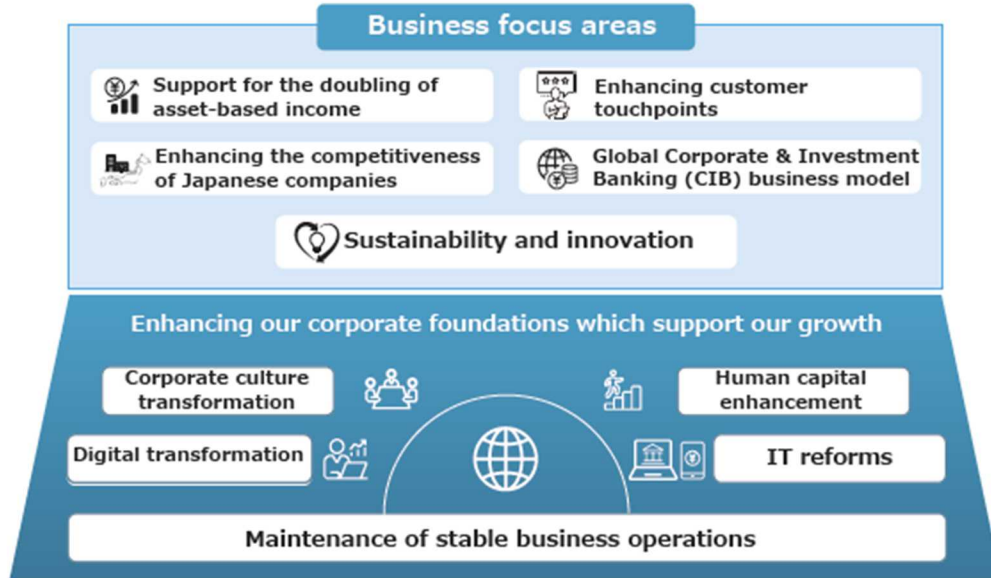 Business focus areas
Support for the doubling of
asset-based income
Enhancing customer
touchpoints
Enhancing the competitiveness
of Japanese companies
Global Corporate & Investment
Banking (CIB) business model
Sustainability and innovation
Enhancing our corporate foundations which support our growth
Corporate culture
transformation
Human capital
enhancement
Digital transformation
IT reforms
Maintenance of stable business operations